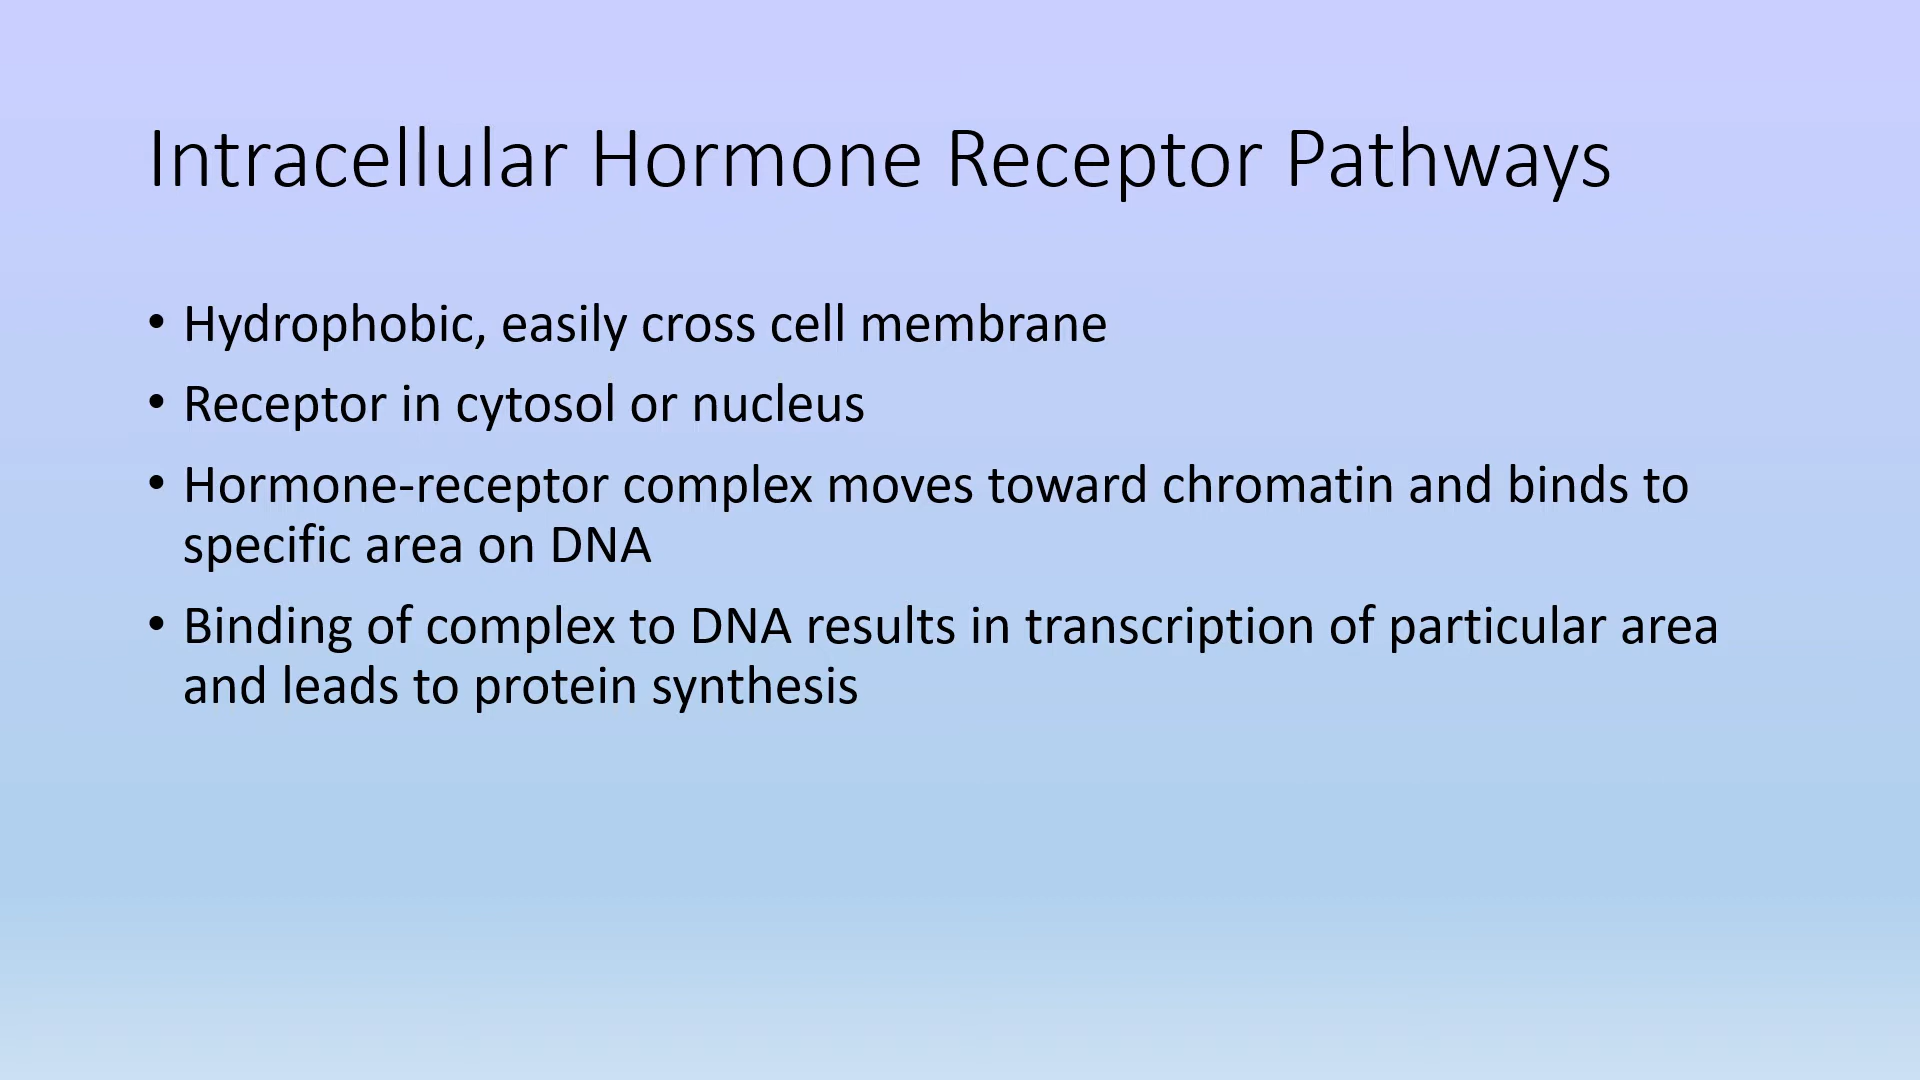 Intracellular Hormone Receptor Pathways
• Hydrophobic, easily cross cell membrane
• Receptor in cytosol or nucleus
• Hormone-receptor complex moves toward chromatin and binds to
specific area on DNA
• Binding of complex to DNA results in transcription of particular area
and leads to protein synthesis